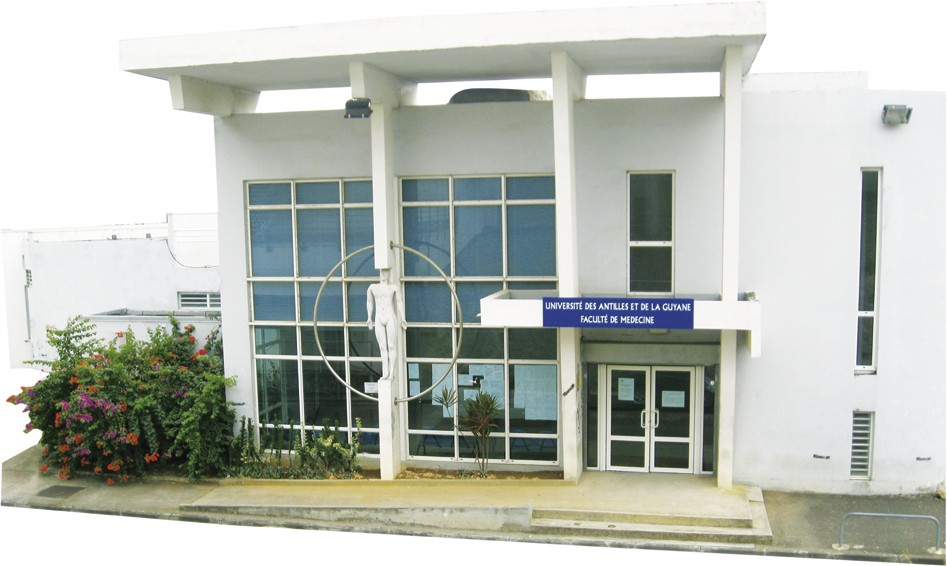 UNIVERSITÉ DES ANTILLES ET DE LA GUYANE
FACULTÉ DE MEDECINE